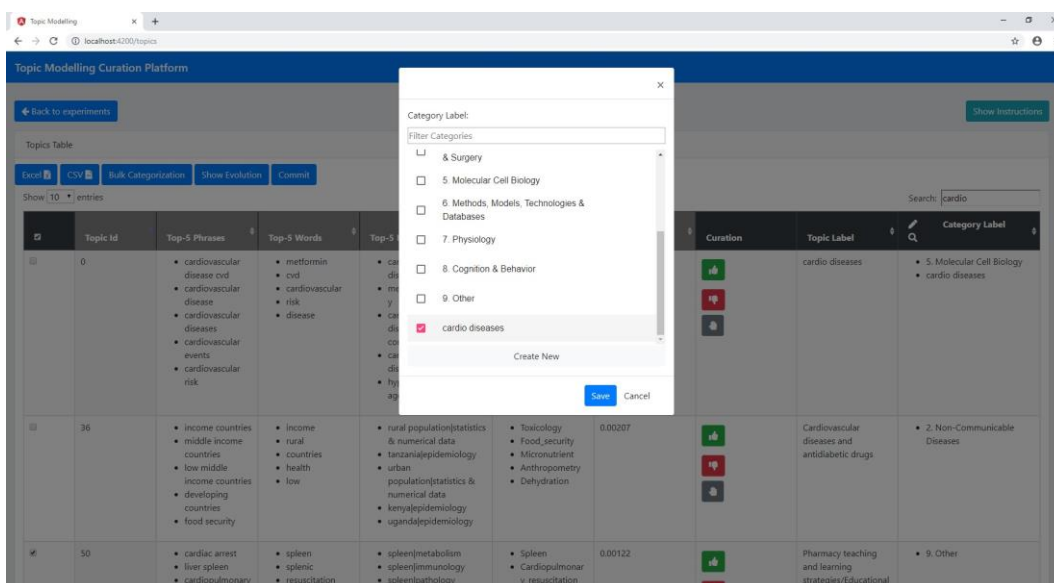 Topic Modelling
localhost:4200/topics
Topic Modelling Curation Platform
Back to experiments
Show Instructions
Topics Table
Excel
CSV
Bulk Categorization
Show Evolution
Commit
Show 10 entries
Search: cardio
Topic Id
Top-5 Phrases
Top-5 Words
Top-5
Curation
Topic Label
Category Label
0
• cardiovascular
disease cvd
• cardiovascular
disease
• cardiovascular
diseases
• cardiovascular
events
• cardiovascular
risk
• metformin
• cvd
• cardiovascular
• risk
• disease
cardio diseases
• 5. Molecular Cell Biology
• cardio diseases
×
Category Label:
Filter Categories
& Surgery
5. Molecular Cell Biology
6. Methods, Models, Technologies &
Databases
7. Physiology
8. Cognition & Behavior
9. Other
cardio diseases
Create New
Save
Cancel
36
• income countries
• middle income
countries
• low middle
income countries
• developing
countries
• food security
• income
• rural
• countries
• health
• low
• rural population|statistics
& numerical data
• tanzania|epidemiology
• urban
population|statistics &
numerical data
• kenya|epidemiology
• uganda|epidemiology
• Toxicology
• Food_security
• Micronutrient
• Anthropometry
• Dehydration
0.00207
Cardiovascular
diseases and
antidiabetic drugs
• 2. Non-Communicable
Diseases
50
• cardiac arrest
• liver spleen
• cardiopulmonary
• spleen
• splenic
• resuscitation
• spleen|metabolism
• spleen|immunology
• spleen|pathology
• Spleen
• Cardiopulmonar
y_resuscitation
0.00122
Pharmacy teaching
and learning
strategies/Educational
• 9. Other